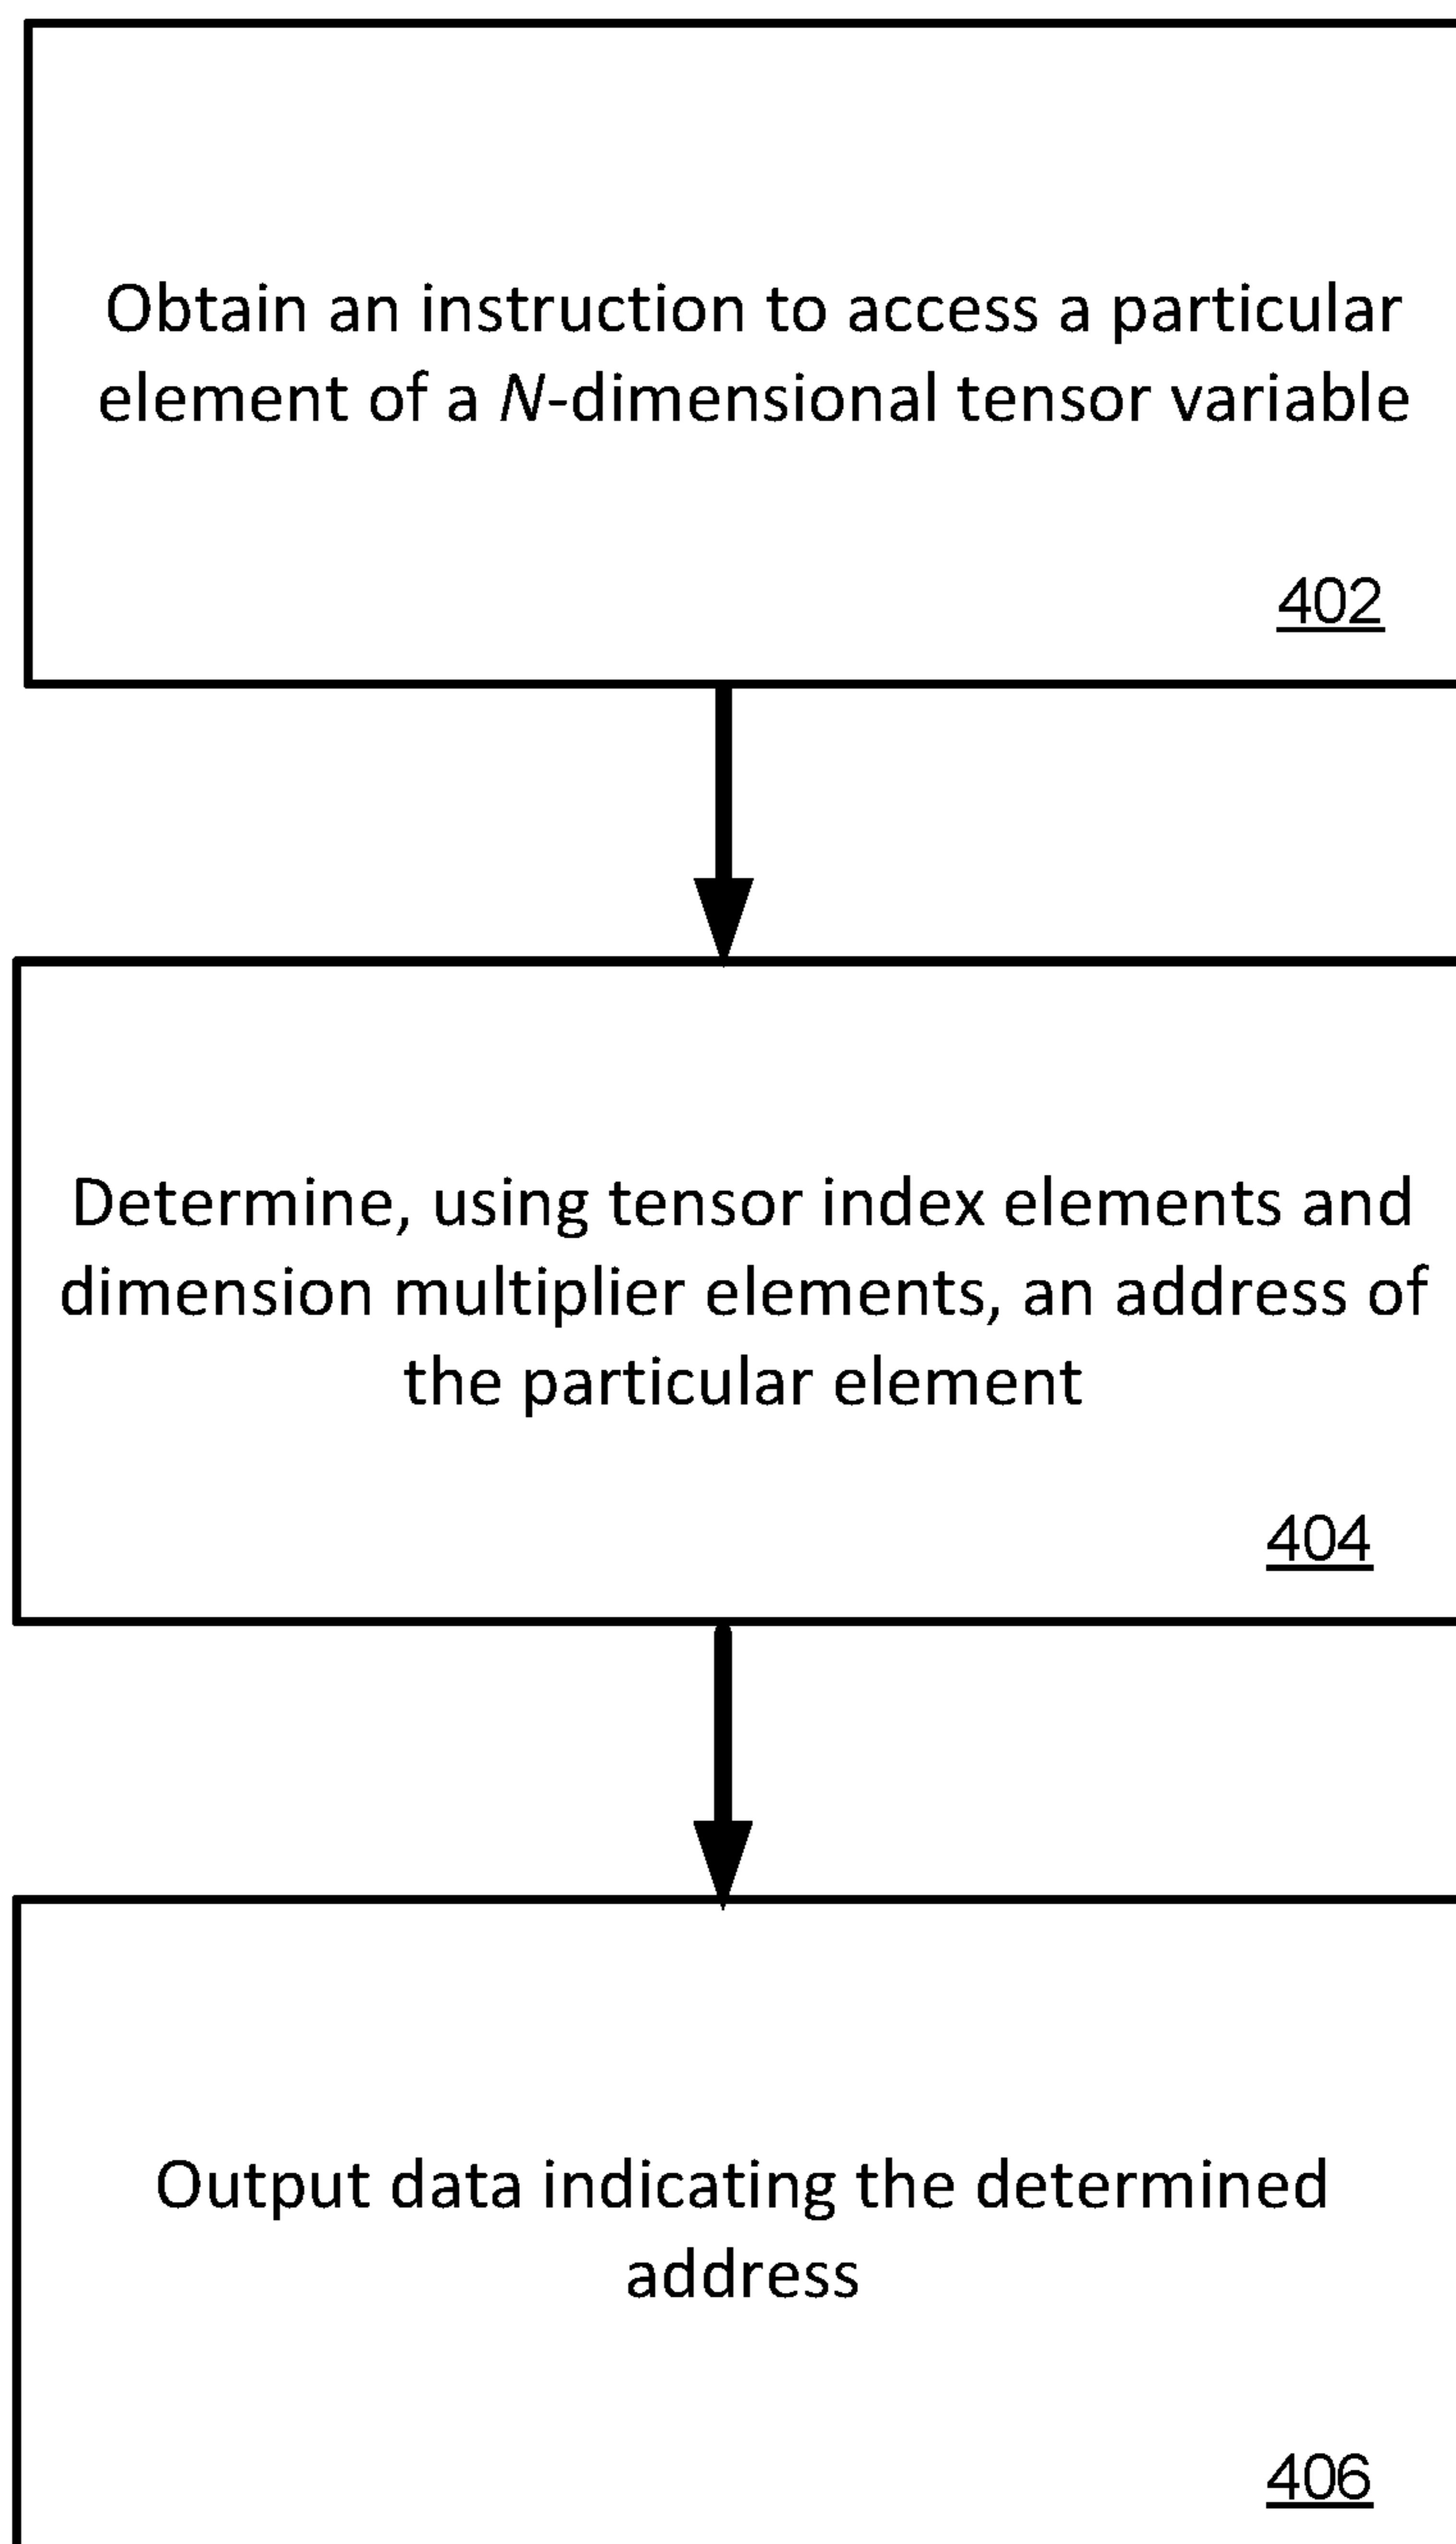 Obtain an instruction to access a particular
element of a N-dimensional tensor variable
402
Determine, using tensor index elements and
dimension multiplier elements, an address of
the particular element
404
Output data indicating the determined
address
406